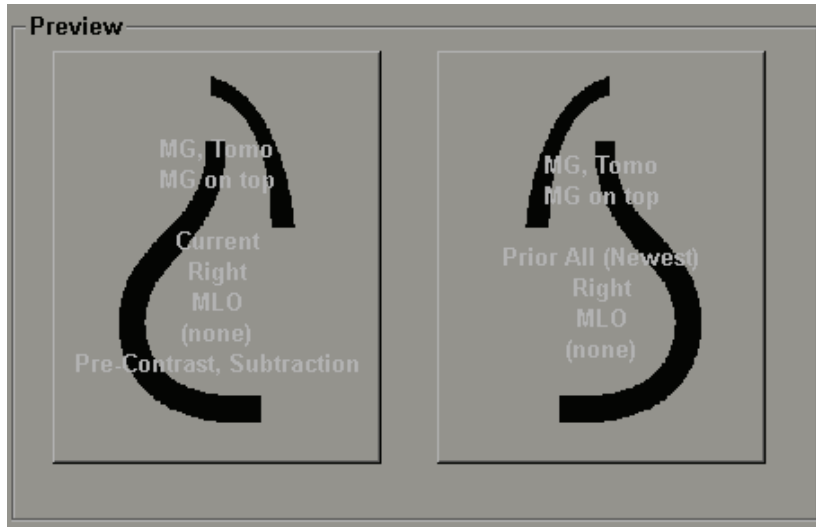 Preview
MG, Tomo
MG on top
Current
Right
MLO
(none)
Pre-Contrast, Subtraction
MG, Tomo
MG on top
Prior All (Newest)
Right
MLO
(none)